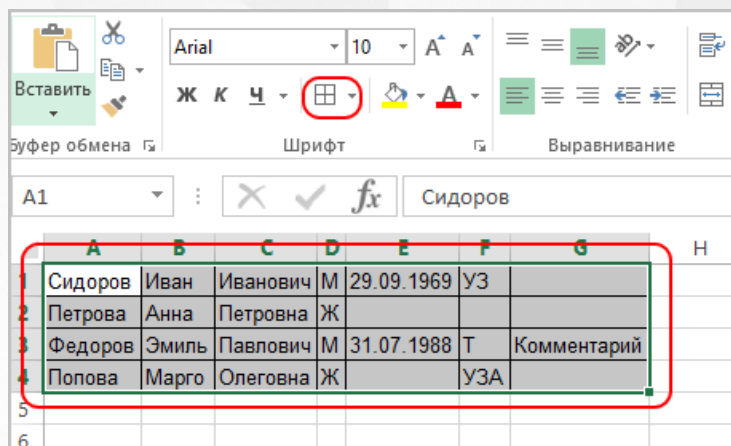 Arial 10 A A
Вставить Ж К Ч А
Буфер обмена Шрифт Выравнивание
A1 fx Сидоров
A B C D E F G H
1 Сидоров Иван Иванович М 29.09.1969 УЗ
2 Петрова Анна Петровна Ж
3 Федоров Эмиль Павлович М 31.07.1988 Т Комментарий
4 Попова Марго Олеговна Ж УЗА
5
6